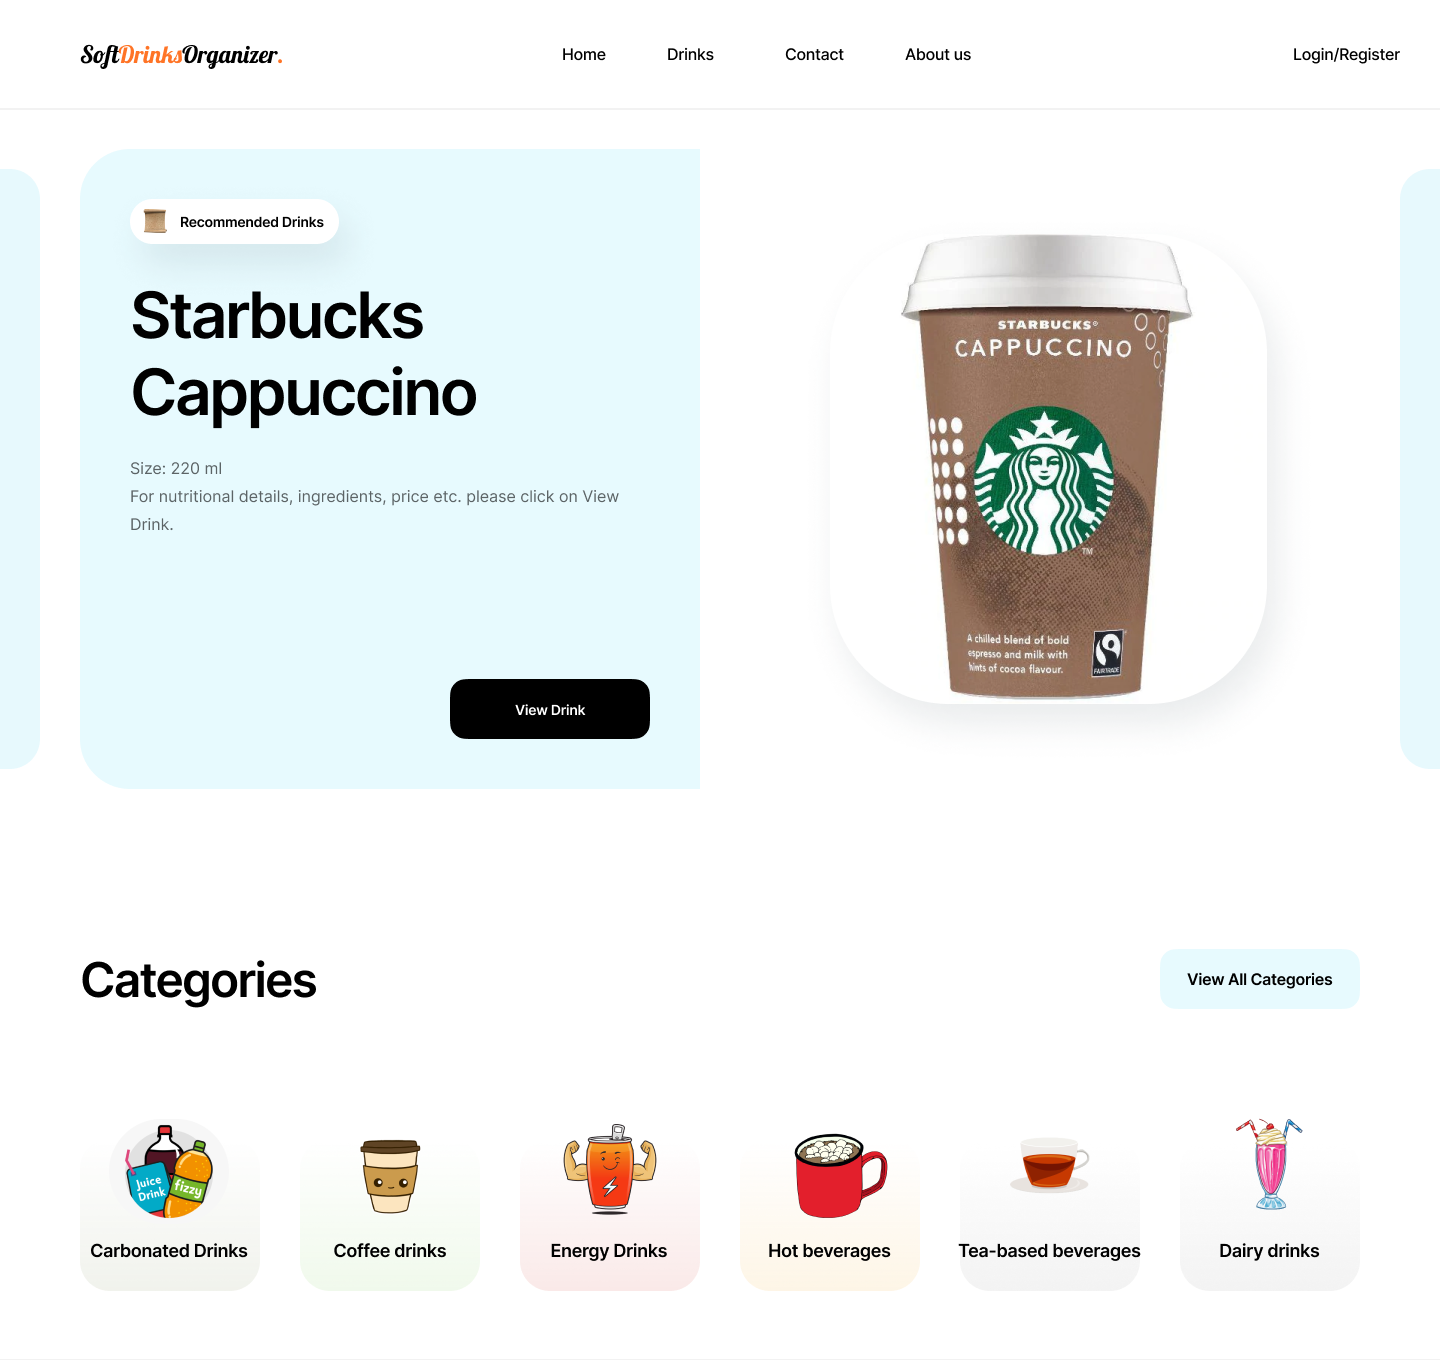 SoftDrinksOrganizer.
Home
Drinks
Contact
About us
Login/Register
Recommended Drinks
Starbucks
Cappuccino
Size: 220 ml
For nutritional details, ingredients, price etc. please click on View
Drink.
View Drink
STARBUCKS®
CAPPUCCINO
TM
A chilled blend of bold
espresso and milk with
hints of cocoa flavour.
FAIRTRADE
Categories
View All Categories
Juice
Drink
fizzy
Carbonated Drinks
Coffee drinks
Energy Drinks
Hot beverages
Tea-based beverages
Dairy drinks